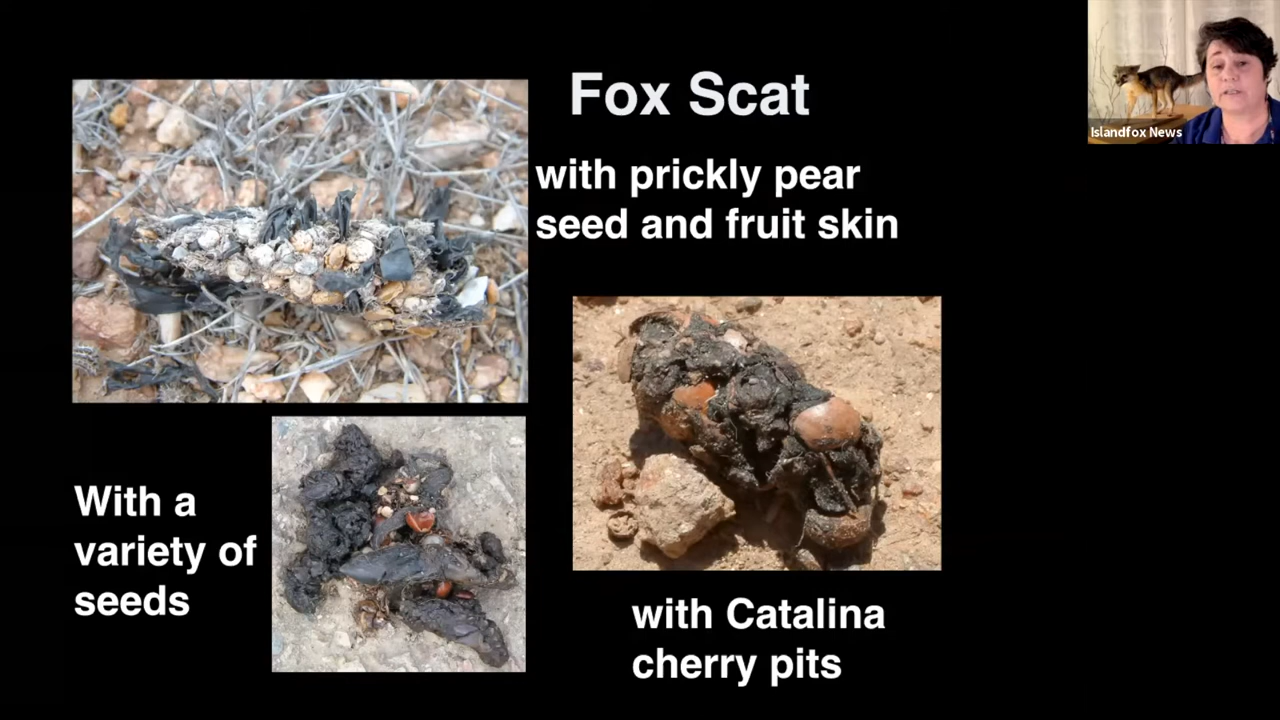 Fox Scat
Islandfox News
with prickly pear
seed and fruit skin
With a
variety of
seeds
with Catalina
cherry pits